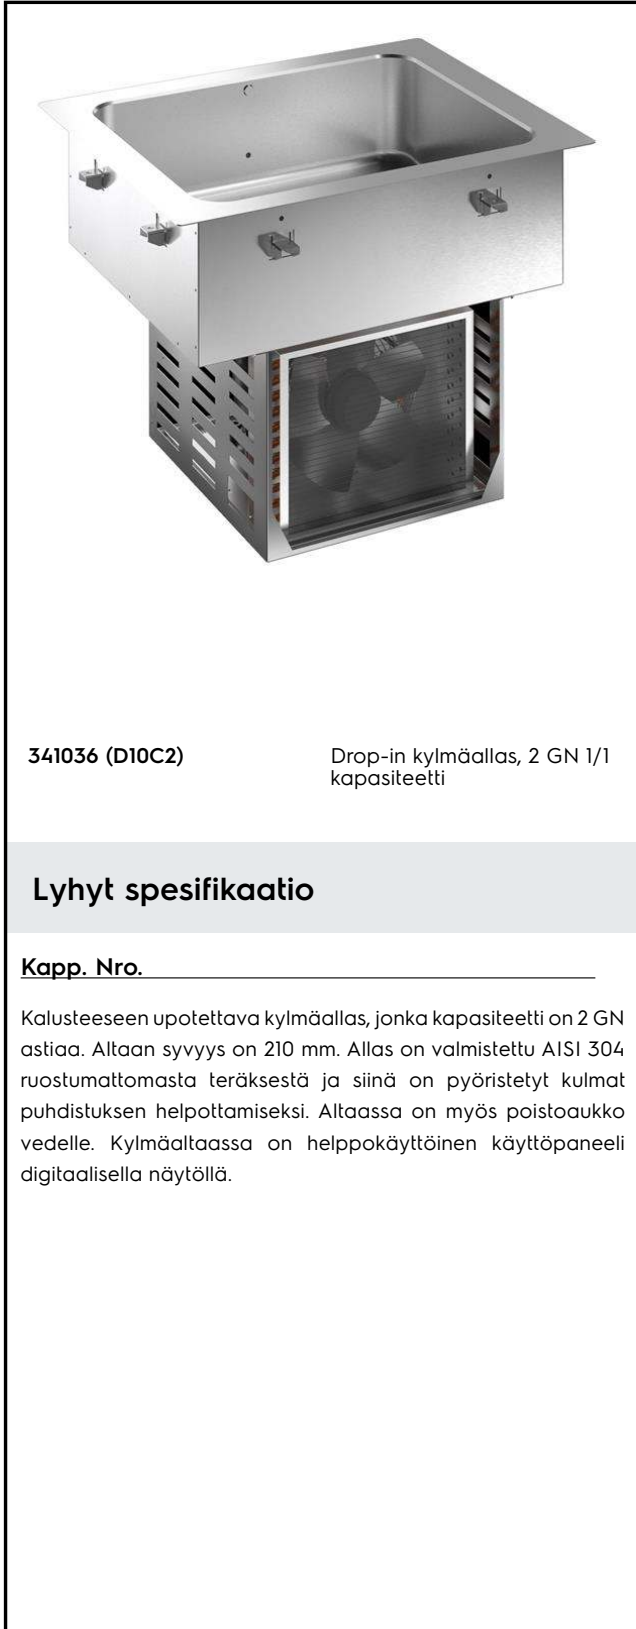 341036 (D10C2)
Drop-in kylmäallas, 2 GN 1/1
kapasiteetti
Lyhyt spesifikaatio
Kapp. Nro.
Kalusteeseen upotettava kylmäallas, jonka kapasiteetti on 2 GN
astiaa. Altaan syvyys on 210 mm. Allas on valmistettu AISI 304
ruostumattomasta teräksestä ja siinä on pyöristetyt kulmat
puhdistuksen helpottamiseksi. Altaassa on myös poistoaukko
vedelle. Kylmäaltaassa on helppokäyttöinen käyttöpaneeli
digitaalisella näytöllä.